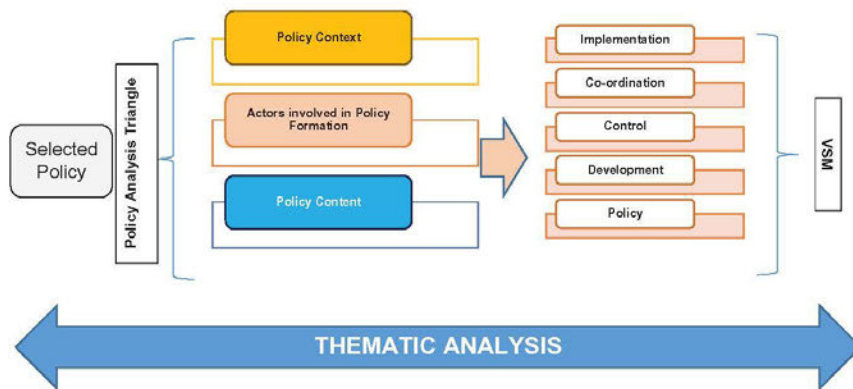 Selected
Policy
Policy Analysis Triangle
Policy Context
Actors involved in Policy
Formation
Policy Content
Implementation
Co-ordination
Control
Development
Policy
VSM
THEMATIC ANALYSIS